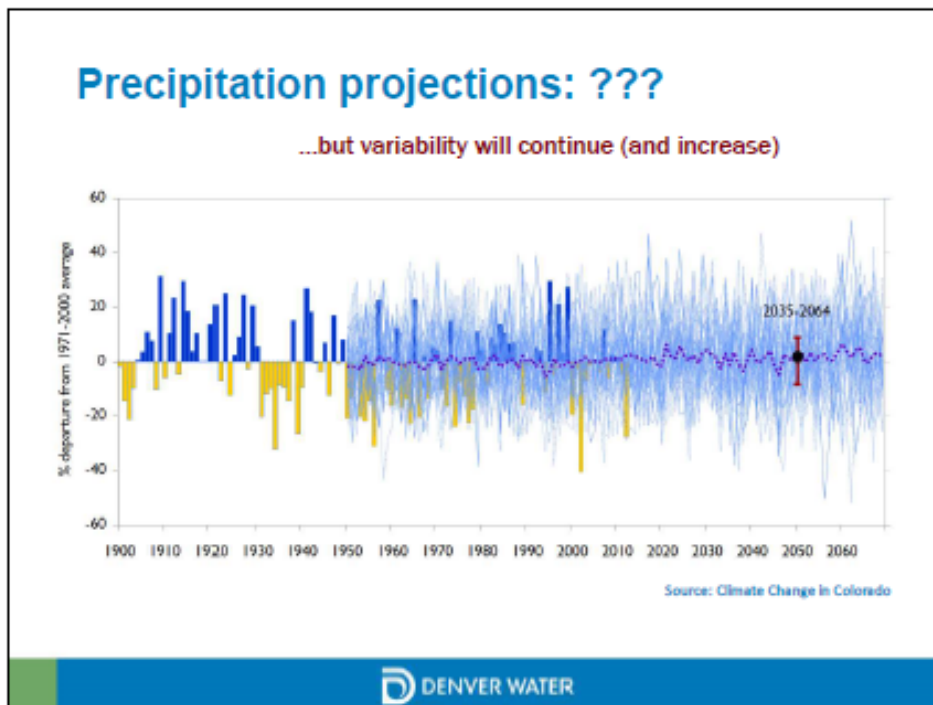 Precipitation projections: ???
...but variability will continue (and increase)
% departure from 1971-2000 average
60
40
20
0
-20
-40
-60
2035-2064
1900 1910 1920 1930 1940 1950 1960 1970 1980 1990 2000 2010 2020 2030 2040 2050 2060
Source: Climate Change in Colorado
DENVER WATER